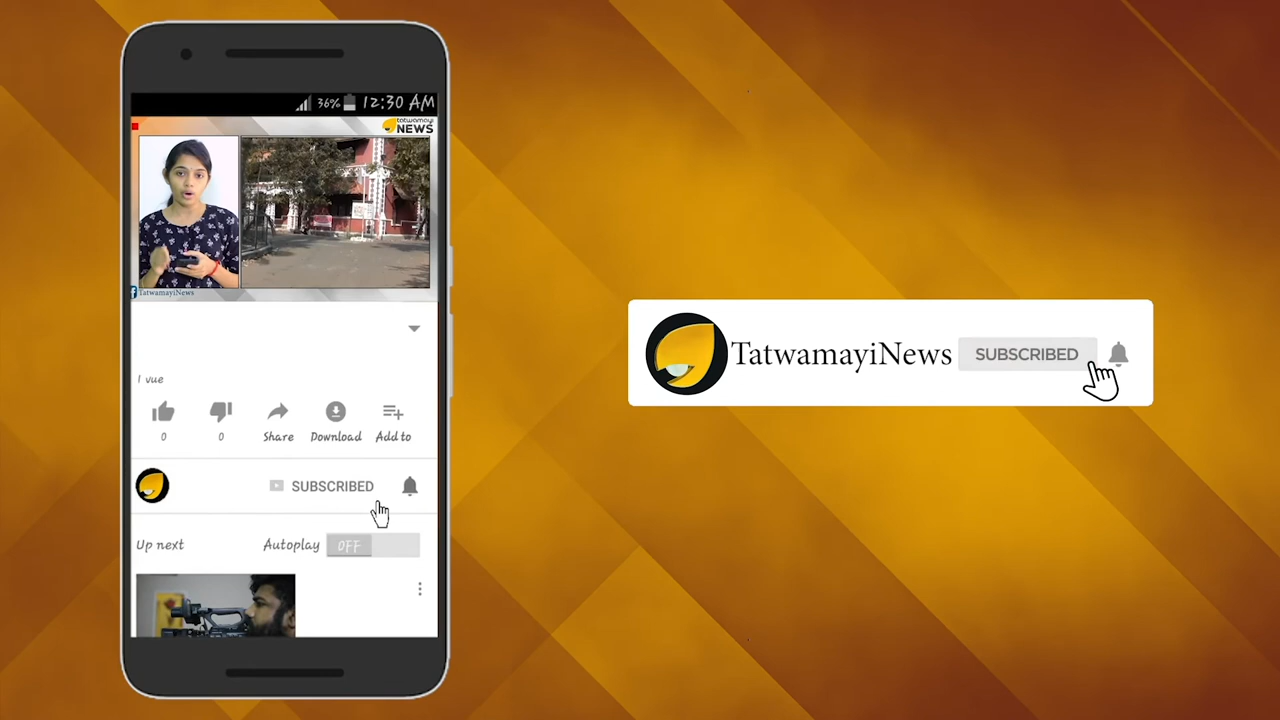 36% 12:30 AM
tatwamayi
NEWS
TatwamayiNews
1 vue
0 0 Share Download Add to
SUBSCRIBED
Up next Autoplay OFF
TatwamayiNews SUBSCRIBED